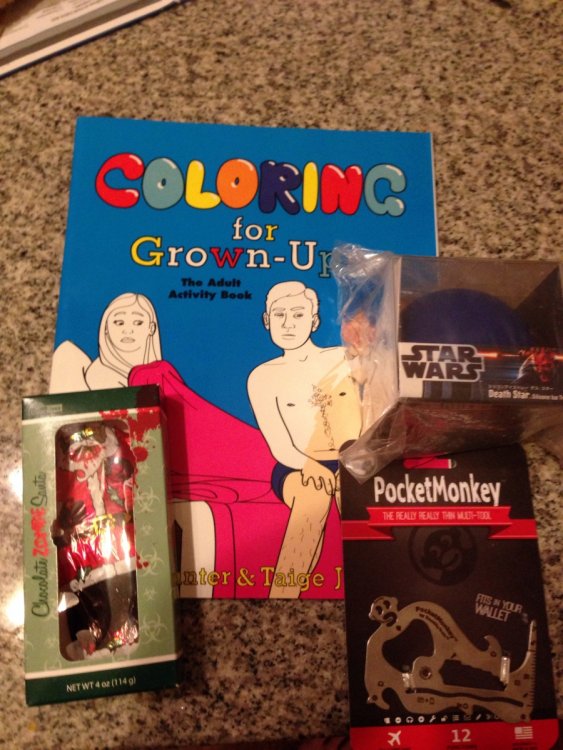 COLORING
for
Grown-Up
The Adult
Activity Book
unter & Taige J
STAR
WARS
Death Star
Chocolate ZOMBIE Santa
NET WT 4 oz (114 g)
PocketMonkey
THE REALLY REALLY THIN MULTI-TOOL
FITS IN YOUR
WALLET
PocketMonkey
12